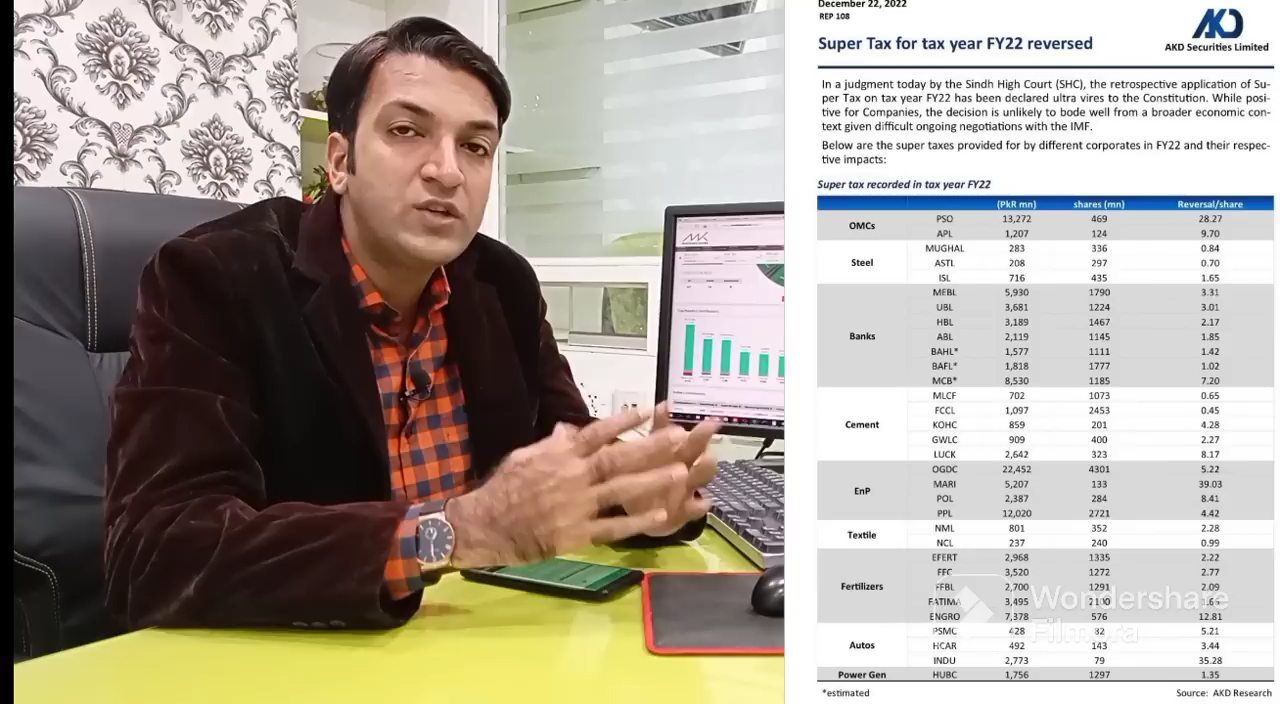 December 22, 2022
REP 108
AKD
AKD Securities Limited
Super Tax for tax year FY22 reversed
In a judgment today by the Sindh High Court (SHC), the retrospective application of Su-
per Tax on tax year FY22 has been declared ultra vires to the Constitution. While posi-
tive for Companies, the decision is unlikely to bode well from a broader economic con-
text given difficult ongoing negotiations with the IMF.
Below are the super taxes provided for by different corporates in FY22 and their respec-
tive impacts:
Super tax recorded in tax year FY22
(PkR mn) shares (mn) Reversal/share
OMCs
PSO 13,272 469 28.27
APL 1,207 124 9.70
Steel
MUGHAL 283 336 0.84
ASTL 208 297 0.70
ISL 716 435 1.65
Banks
MEBL 5,930 1790 3.31
UBL 3,681 1224 3.01
HBL 3,189 1467 2.17
ABL 2,119 1145 1.85
BAHL* 1,577 1111 1.42
BAFL* 1,818 1777 1.02
MCB* 8,530 1185 7.20
Cement
MLCF 702 1073 0.65
FCCL 1,097 2453 0.45
KOHC 859 201 4.28
GWLC 909 400 2.27
LUCK 2,642 323 8.17
EnP
OGDC 22,452 4301 5.22
MARI 5,207 133 39.03
POL 2,387 284 8.41
PPL 12,020 2721 4.42
Textile
NML 801 352 2.28
NCL 237 240 0.99
Fertilizers
EFERT 2,968 1335 2.22
FFC 3,520 1272 2.77
FFBL 2,700 1291 2.09
FATIMA 3,495 2100
ENGRO 7,378 576 12.81
Autos
PSMC 428 82 5.21
HCAR 492 143 3.44
INDU 2,773 79 35.28
Power Gen
HUBC 1,756 1297 1.35
*estimated
Source: AKD Research
Wondershare
Filmora